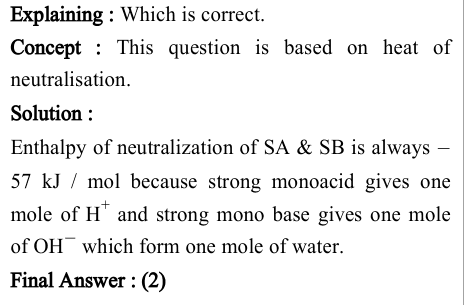 Explaining : Which is correct.
Concept : This question is based on heat of
neutralisation.
Solution :
Enthalpy of neutralization of SA & SB is always –
57 kJ / mol because strong monoacid gives one
mole of H⁺ and strong mono base gives one mole
of OH⁻ which form one mole of water.
Final Answer : (2)